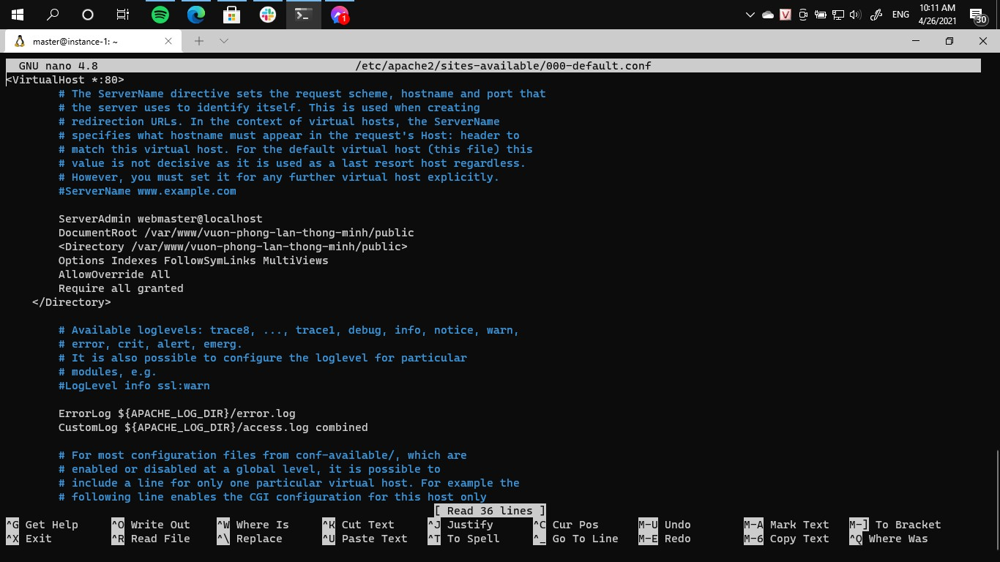 1
ENG
10:11 AM
4/26/2021
30
master@instance-1: ~
GNU nano 4.8 /etc/apache2/sites-available/000-default.conf
<VirtualHost *:80>
# The ServerName directive sets the request scheme, hostname and port that
# the server uses to identify itself. This is used when creating
# redirection URLs. In the context of virtual hosts, the ServerName
# specifies what hostname must appear in the request's Host: header to
# match this virtual host. For the default virtual host (this file) this
# value is not decisive as it is used as a last resort host regardless.
# However, you must set it for any further virtual host explicitly.
#ServerName www.example.com
ServerAdmin webmaster@localhost
DocumentRoot /var/www/vuon-phong-lan-thong-minh/public
<Directory /var/www/vuon-phong-lan-thong-minh/public>
Options Indexes FollowSymLinks MultiViews
AllowOverride All
Require all granted
</Directory>
# Available loglevels: trace8, ..., trace1, debug, info, notice, warn,
# error, crit, alert, emerg.
# It is also possible to configure the loglevel for particular
# modules, e.g.
#LogLevel info ssl:warn
ErrorLog ${APACHE_LOG_DIR}/error.log
CustomLog ${APACHE_LOG_DIR}/access.log combined
# For most configuration files from conf-available/, which are
# enabled or disabled at a global level, it is possible to
# include a line for only one particular virtual host. For example the
# following line enables the CGI configuration for this host only
[ Read 36 lines ]
^G Get Help ^O Write Out ^W Where Is ^K Cut Text ^J Justify ^C Cur Pos M-U Undo M-A Mark Text M-] To Bracket
^X Exit ^R Read File ^\ Replace ^U Paste Text ^T To Spell ^_ Go To Line M-E Redo M-6 Copy Text ^Q Where Was